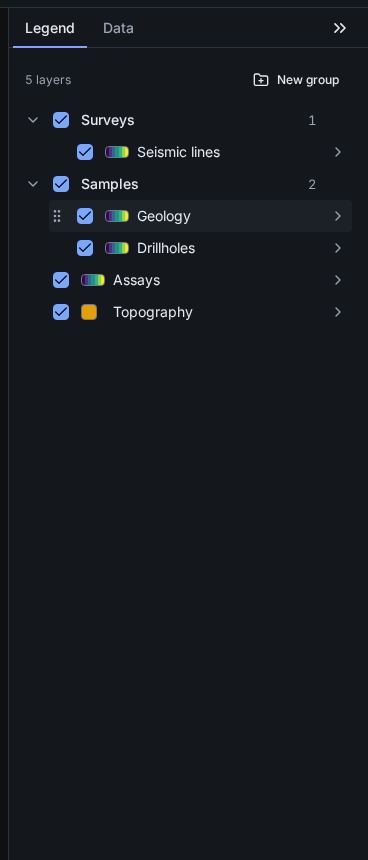 Legend Data
5 layers New group
Surveys 1
Seismic lines
Samples 2
Geology
Drillholes
Assays
Topography